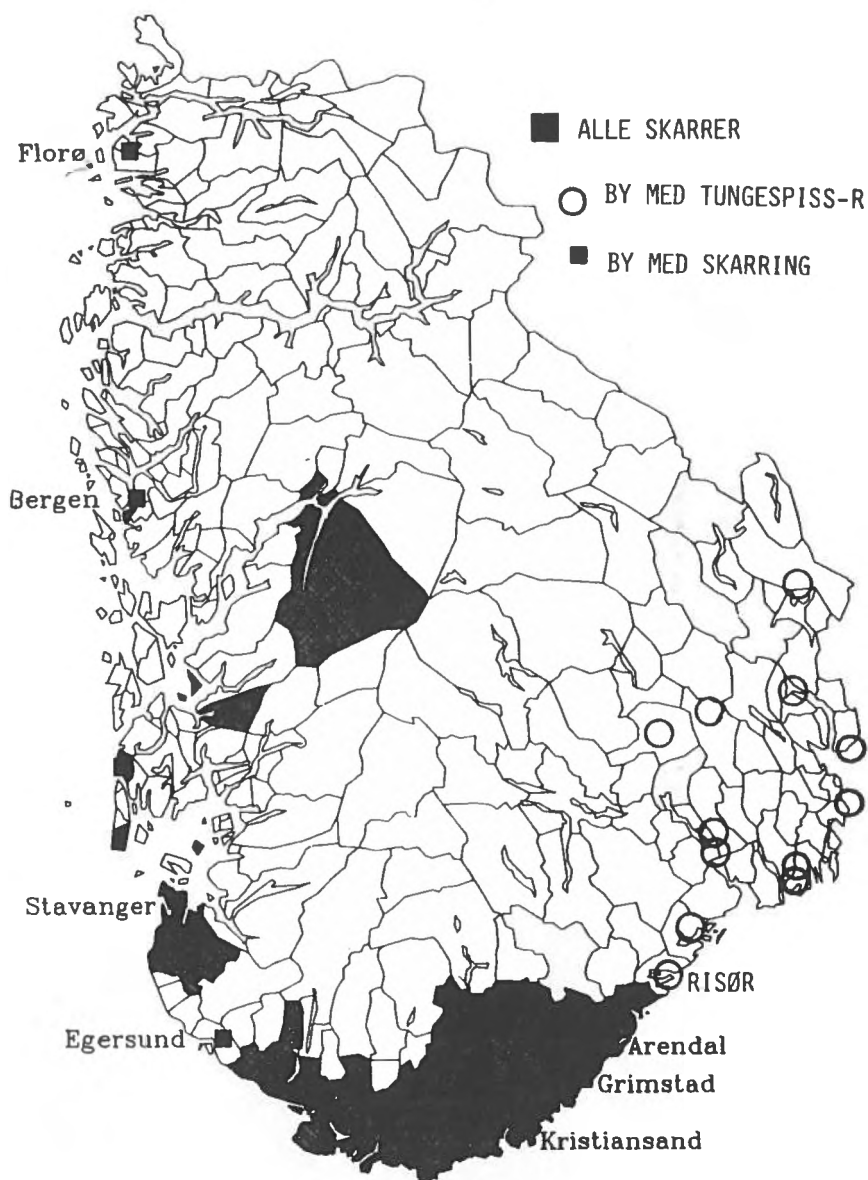 Florø
ALLE SKARRER
BY MED TUNGESPISS-R
BY MED SKARRING
Bergen
Stavanger
RISØR
Egersund
Arendal
Grimstad
Kristiansand